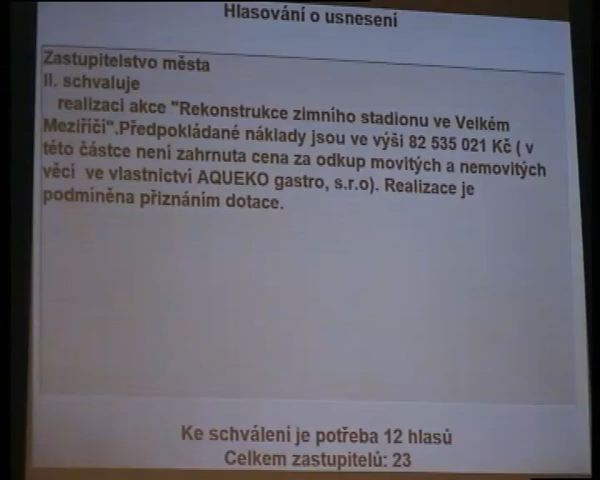 Hlasování o usnesení
Zastupitelstvo města
II. schvaluje
realizaci akce "Rekonstrukce zimního stadionu ve Velkém
Meziříčí".Předpokládané náklady jsou ve výši 82 535 021 Kč ( v
této částce není zahrnuta cena za odkup movitých a nemovitých
věcí ve vlastnictví AQUEKO gastro, s.r.o). Realizace je
podmíněna přiznáním dotace.
Ke schválení je potřeba 12 hlasů
Celkem zastupitelů: 23